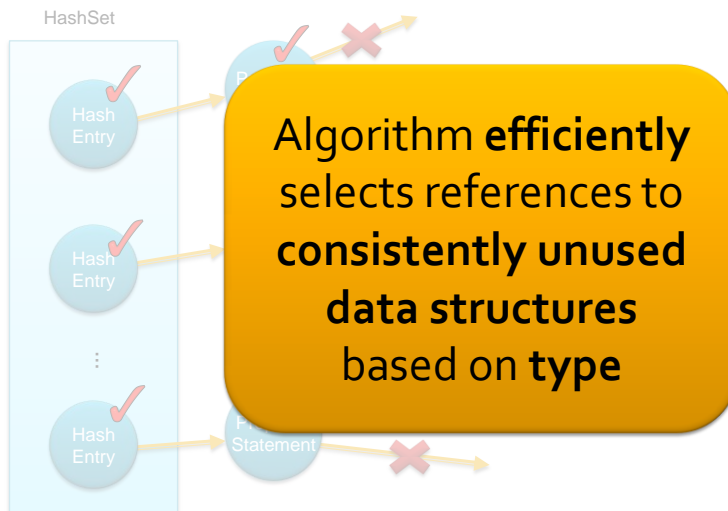 HashSet
Hash
Entry
Algorithm efficiently
selects references to
consistently unused
data structures
based on type
Hash
Entry
...
Hash
Entry
Statement